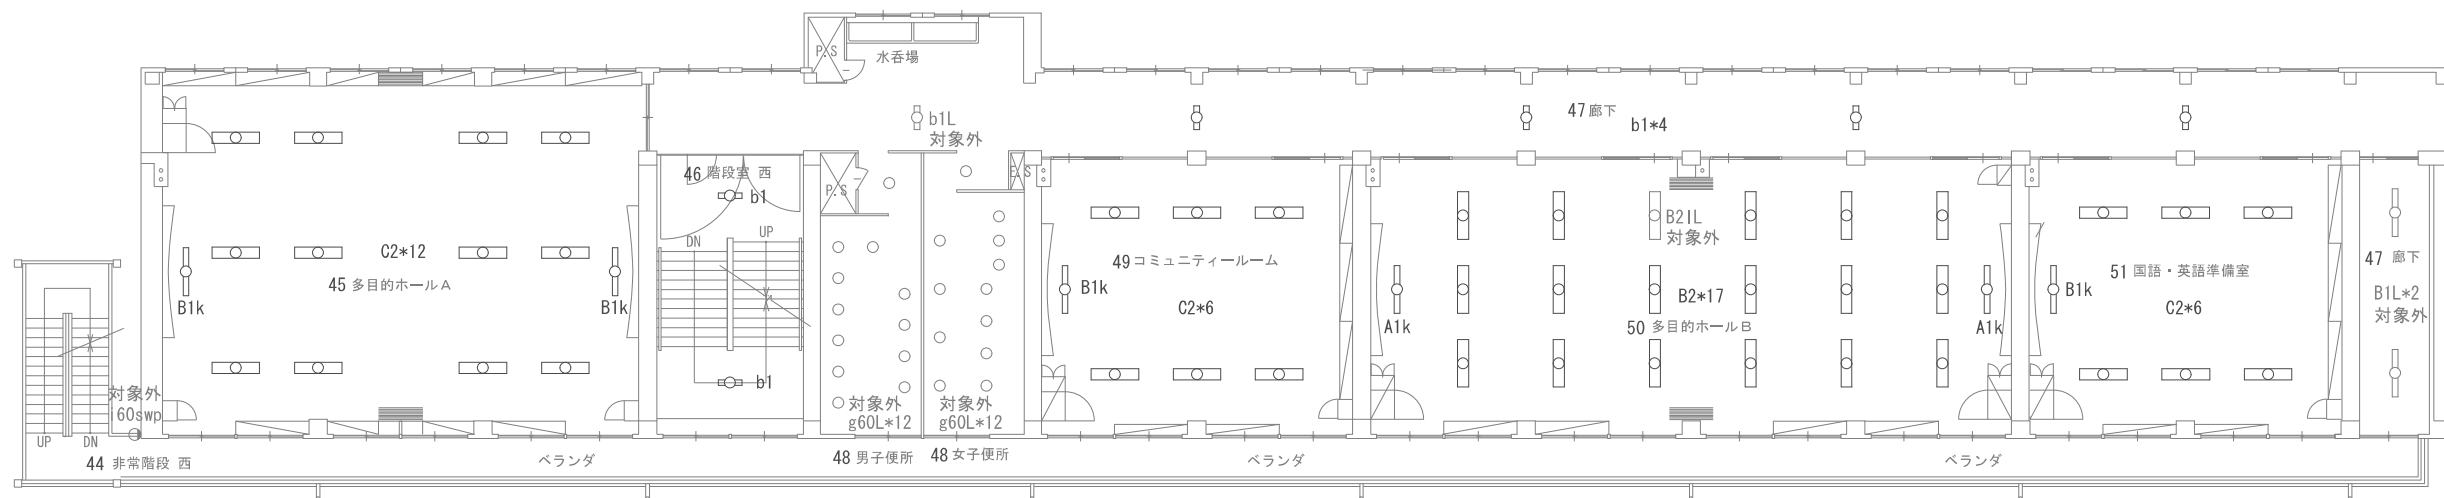 P.S
水呑場
b1L
対象外
47 廊下
b1*4
46 階段室 西
b1
P.S
E.S
DN
UP
C2*12
45 多目的ホールA
B1k
B1k
b1
49 コミュニティールーム
B1k
C2*6
B21L
対象外
B2*17
50 多目的ホールB
A1k
A1k
B1k
51 国語・英語準備室
C2*6
47 廊下
B1L*2
対象外
対象外
i60swp
UP
DN
44 非常階段 西
対象外
g60L*12
対象外
g60L*12
48 男子便所
48 女子便所
ベランダ
ベランダ
ベランダ